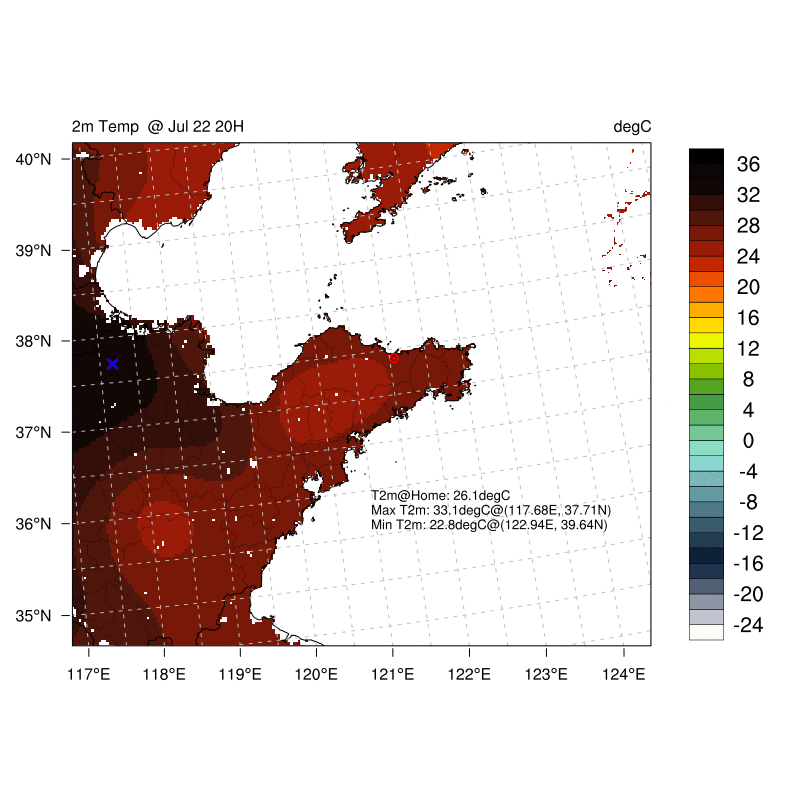 2m Temp @ Jul 22 20H
degC
40°N
39°N
38°N
37°N
36°N
35°N
117°E
118°E
119°E
120°E
121°E
122°E
123°E
124°E
T2m@Home: 26.1degC
Max T2m: 33.1degC@(117.68E, 37.71N)
Min T2m: 22.8degC@(122.94E, 39.64N)
36
32
28
24
20
16
12
8
4
0
-4
-8
-12
-16
-20
-24